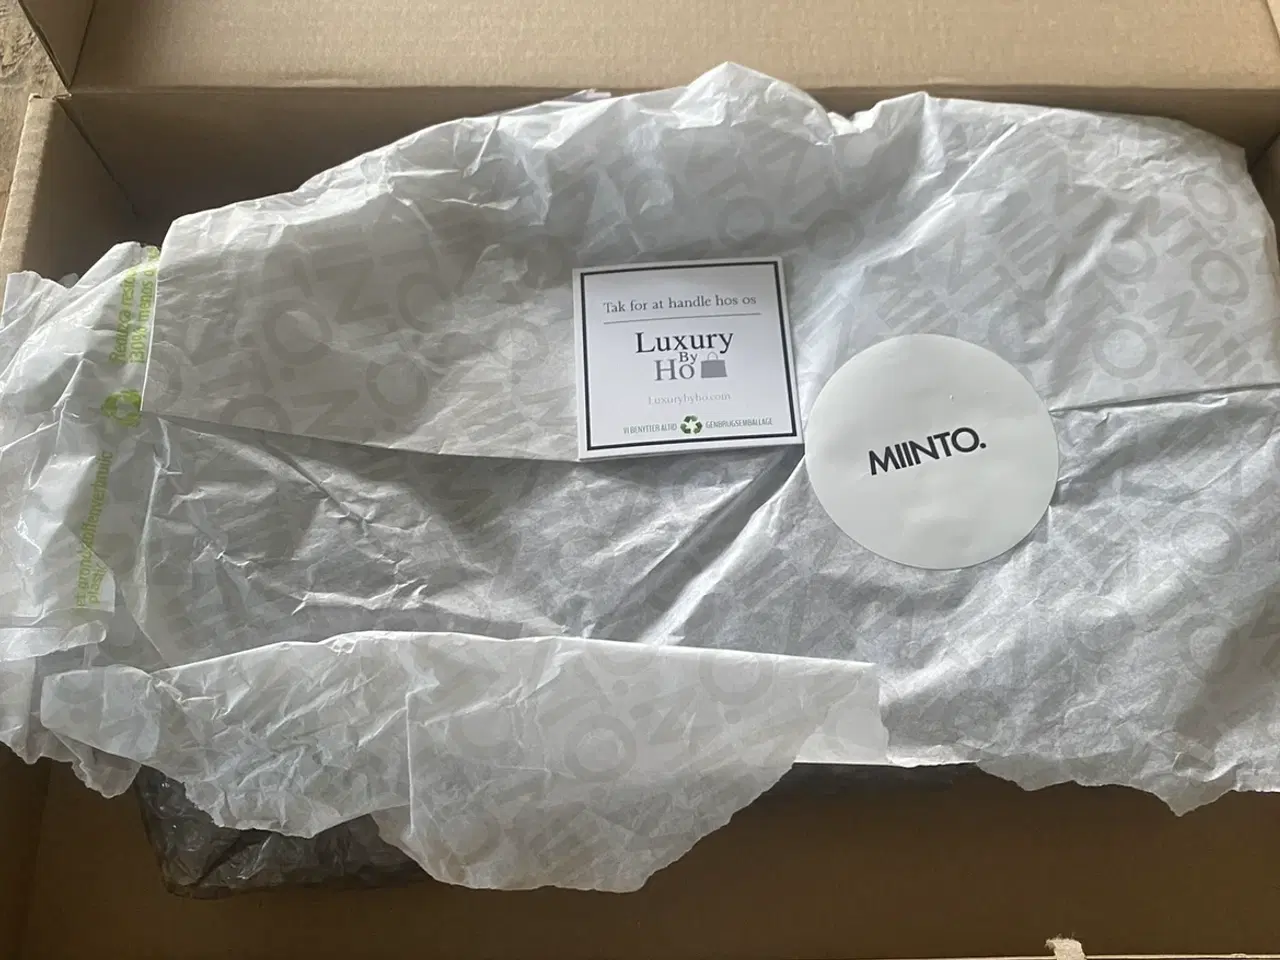 Tak for at handle hos os
Luxury
By
Ho
Luxurybyho.com
VI BENYTTER ALTID GENBRUGSEMBALLAGE
MIINTO.